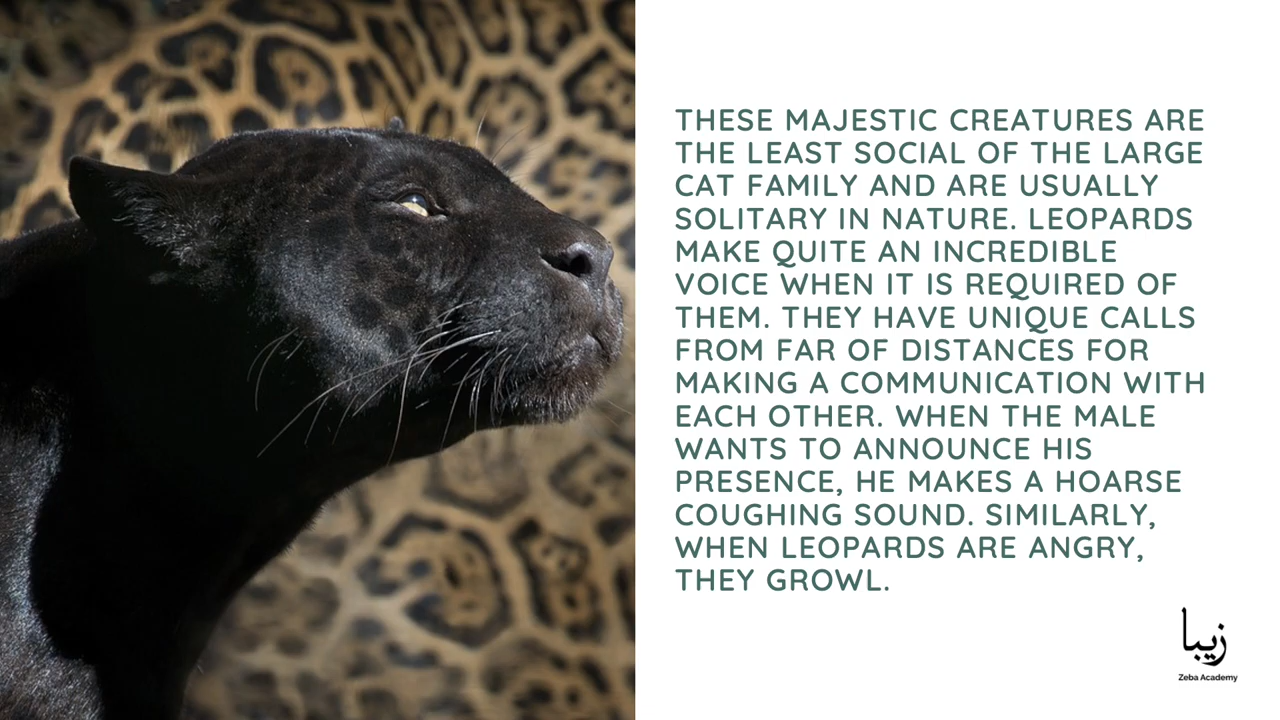 THESE MAJESTIC CREATURES ARE
THE LEAST SOCIAL OF THE LARGE
CAT FAMILY AND ARE USUALLY
SOLITARY IN NATURE. LEOPARDS
MAKE QUITE AN INCREDIBLE
VOICE WHEN IT IS REQUIRED OF
THEM. THEY HAVE UNIQUE CALLS
FROM FAR OF DISTANCES FOR
MAKING A COMMUNICATION WITH
EACH OTHER. WHEN THE MALE
WANTS TO ANNOUNCE HIS
PRESENCE, HE MAKES A HOARSE
COUGHING SOUND. SIMILARLY,
WHEN LEOPARDS ARE ANGRY,
THEY GROWL.
زیبا
Zeba Academy